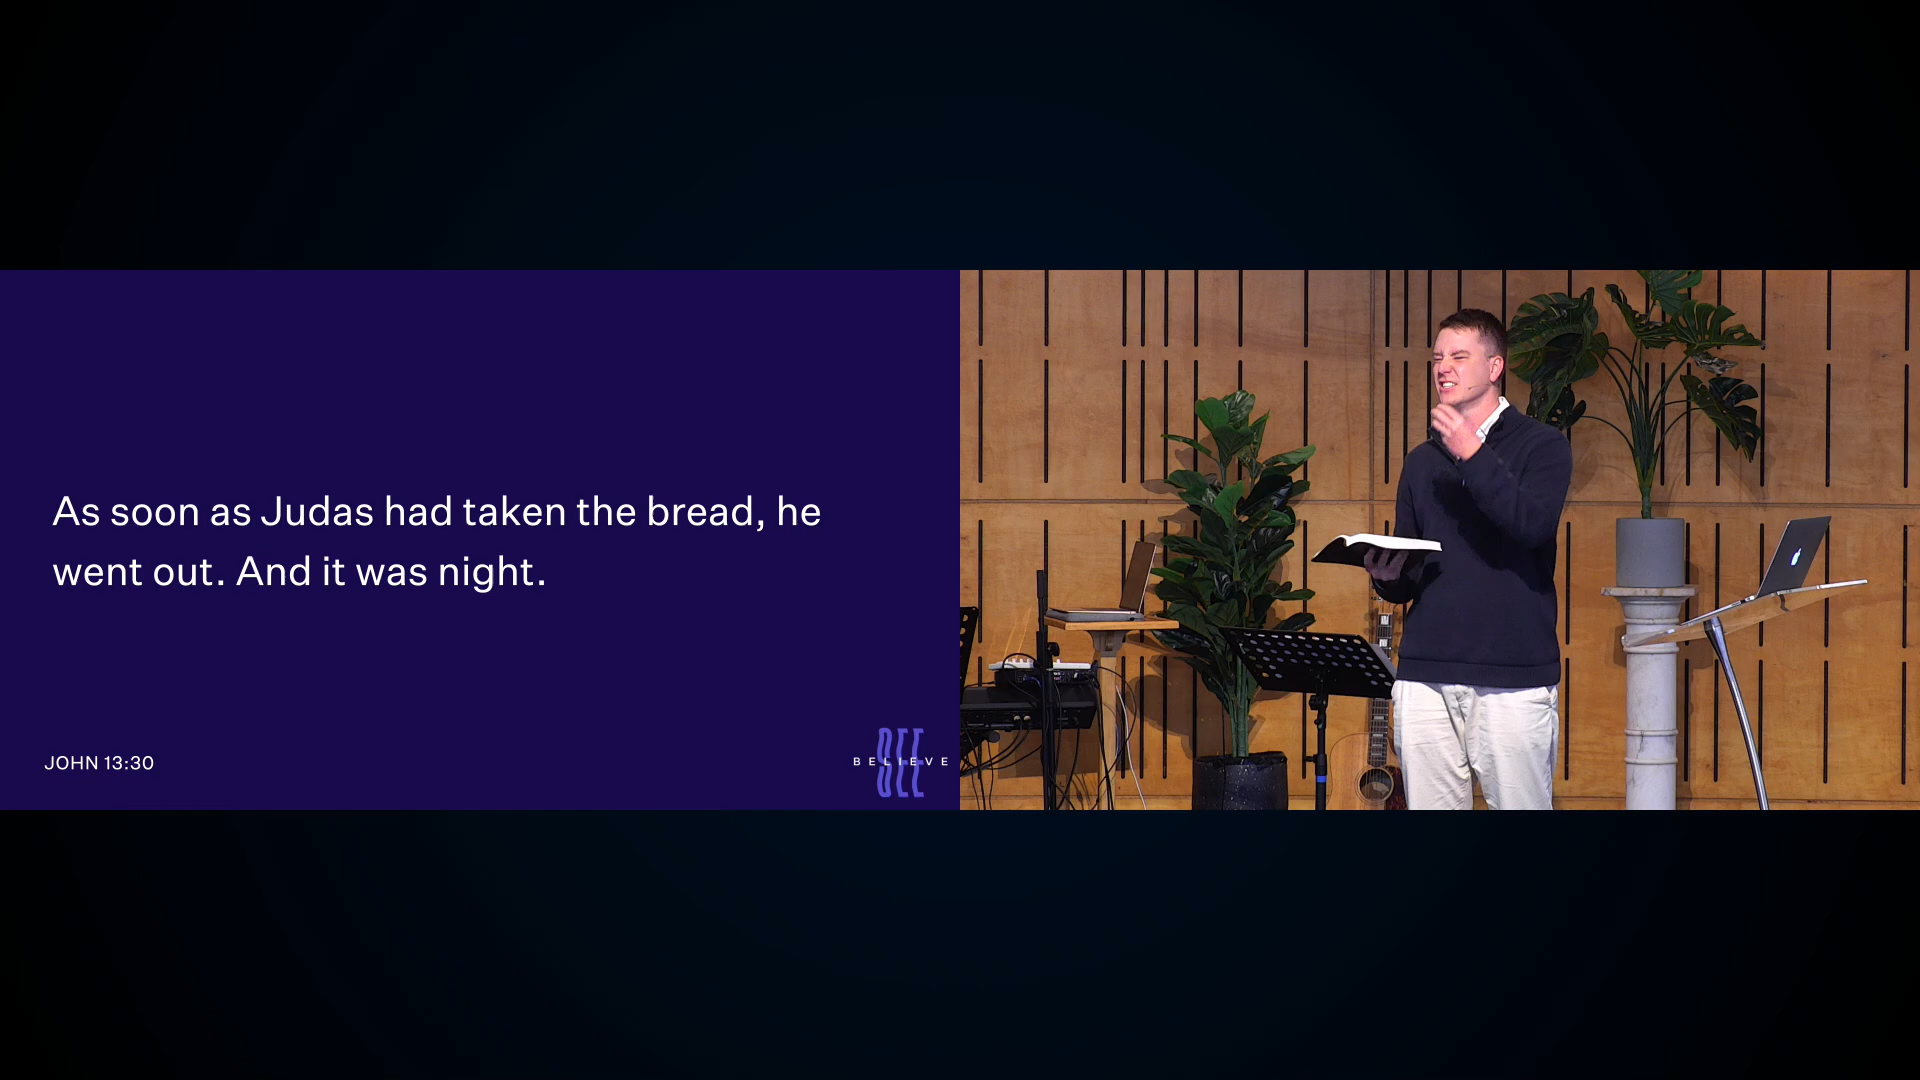 As soon as Judas had taken the bread, he
went out. And it was night.
JOHN 13:30
SEE
BELIEVE